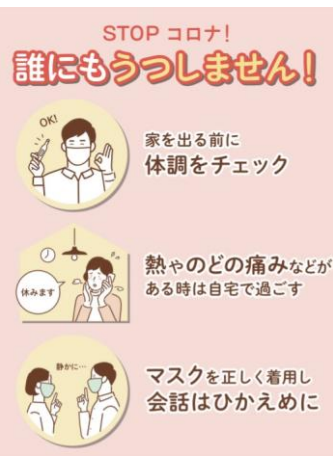 STOP コロナ!
誰にもうつしません!
OK!
家を出る前に
体調をチェック
休みます
熱やのどの痛みなどが
ある時は自宅で過ごす
静かに…
マスクを正しく着用し
会話はひかえめに